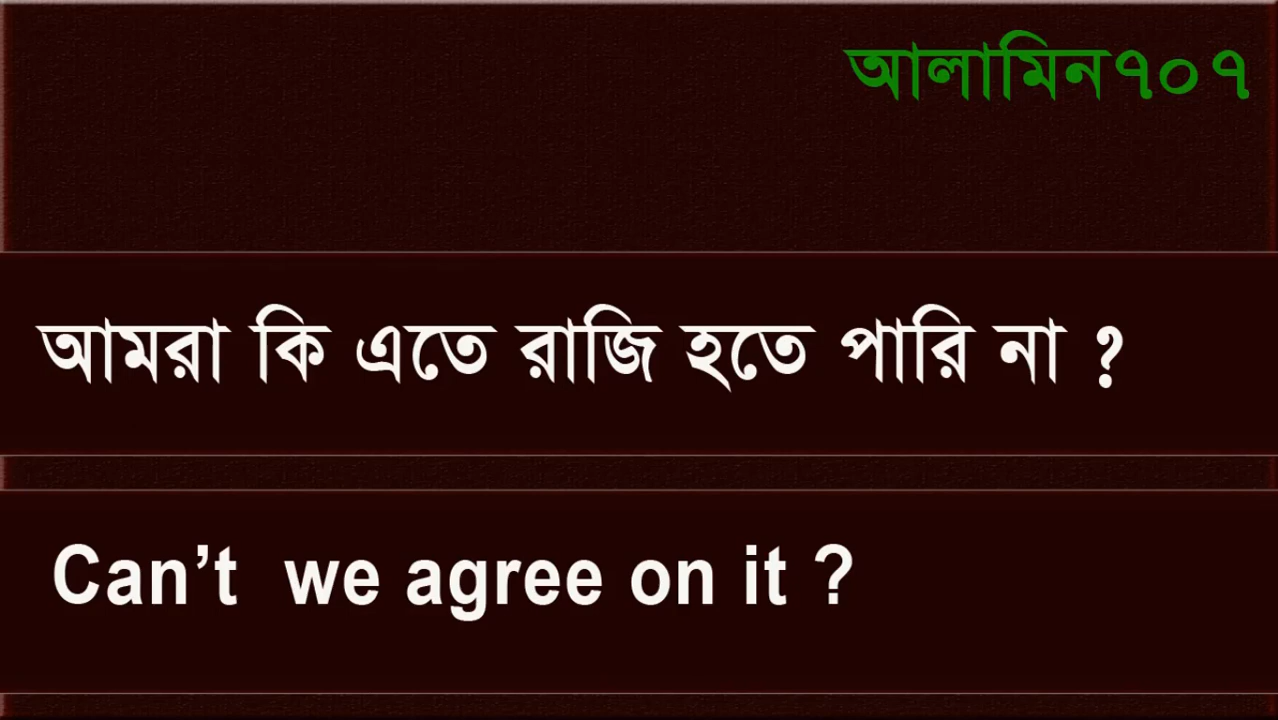 আলামিন৭০৭
আমরা কি এতে রাজি হতে পারি না ?
Can’t we agree on it ?